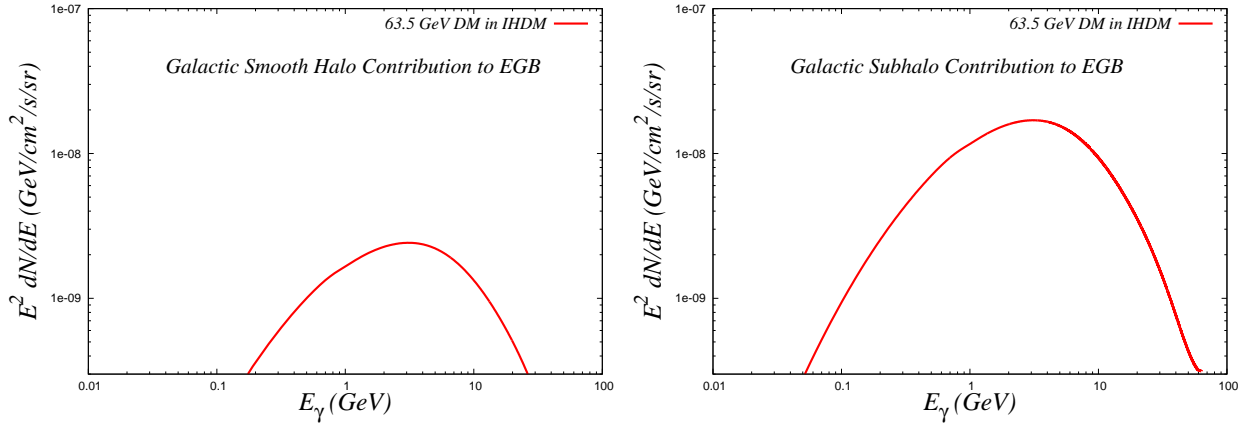 1e-07
1e-08
1e-09
0.01
0.1
1
10
100
E² dN/dE (GeV/cm²/s/sr)
E_γ (GeV)
63.5 GeV DM in IHDM
Galactic Smooth Halo Contribution to EGB
1e-07
1e-08
1e-09
0.01
0.1
1
10
100
E² dN/dE (GeV/cm²/s/sr)
E_γ (GeV)
63.5 GeV DM in IHDM
Galactic Subhalo Contribution to EGB